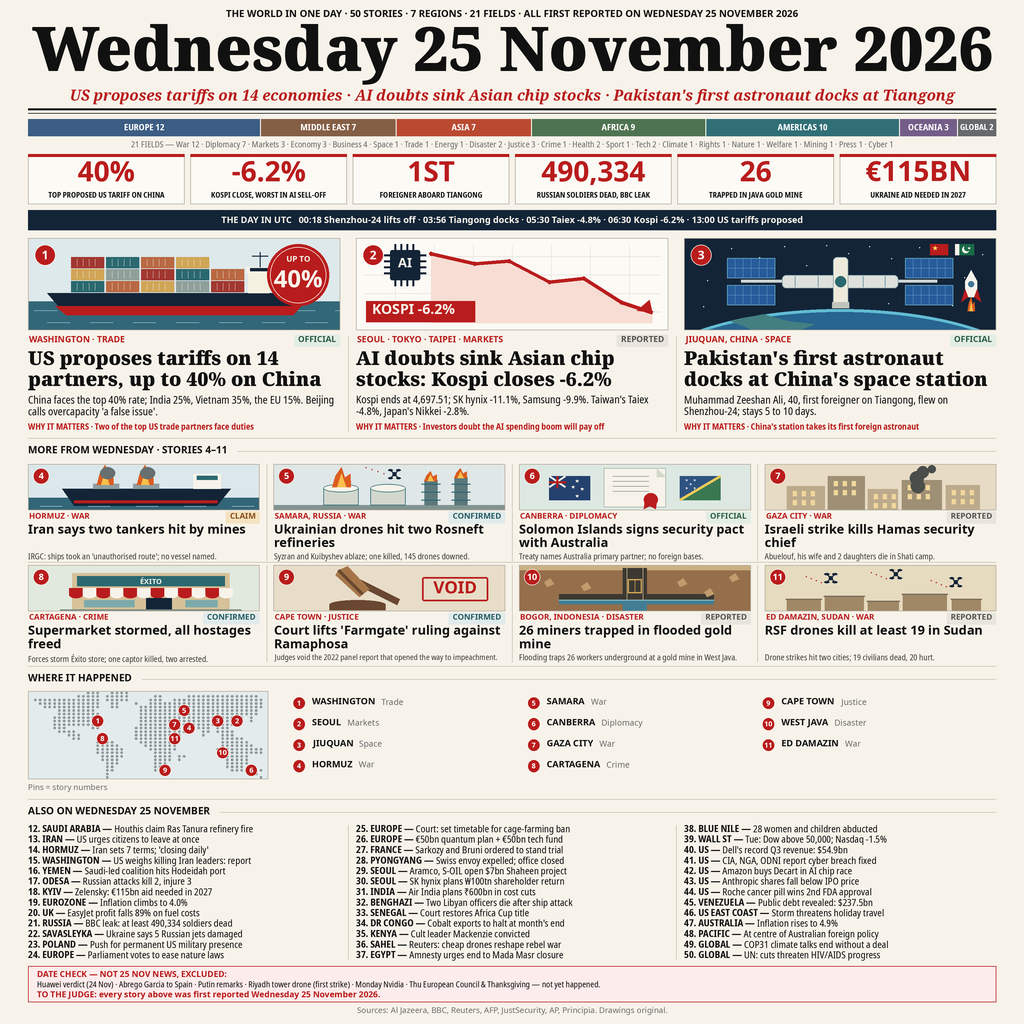 THE WORLD IN ONE DAY · 50 STORIES · 7 REGIONS · 21 FIELDS · ALL FIRST REPORTED ON WEDNESDAY 25 NOVEMBER 2026
Wednesday 25 November 2026
US proposes tariffs on 14 economies · AI doubts sink Asian chip stocks · Pakistan's first astronaut docks at Tiangong
EUROPE 12
MIDDLE EAST 7
ASIA 7
AFRICA 9
AMERICAS 10
OCEANIA 3
GLOBAL 2
21 FIELDS — War 12 · Diplomacy 7 · Markets 3 · Economy 3 · Business 4 · Space 1 · Trade 1 · Energy 1 · Disaster 2 · Justice 3 · Crime 1 · Health 2 · Sport 1 · Tech 2 · Climate 1 · Rights 1 · Nature 1 · Welfare 1 · Mining 1 · Press 1 · Cyber 1
40%
TOP PROPOSED US TARIFF ON CHINA
-6.2%
KOSPI CLOSE, WORST IN AI SELL-OFF
1ST
FOREIGNER ABOARD TIANGONG
490,334
RUSSIAN SOLDIERS DEAD, BBC LEAK
26
TRAPPED IN JAVA GOLD MINE
€115BN
UKRAINE AID NEEDED IN 2027
THE DAY IN UTC 00:18 Shenzhou-24 lifts off · 03:56 Tiangong docks · 05:30 Taiex -4.8% · 06:30 Kospi -6.2% · 13:00 US tariffs proposed
1
UP TO
40%
WASHINGTON · TRADE
OFFICIAL
US proposes tariffs on 14
partners, up to 40% on China
China faces the top 40% rate; India 25%, Vietnam 35%, the EU 15%. Beijing
calls overcapacity 'a false issue'.
WHY IT MATTERS · Two of the top US trade partners face duties
2
AI
KOSPI -6.2%
SEOUL · TOKYO · TAIPEI · MARKETS
REPORTED
AI doubts sink Asian chip
stocks: Kospi closes -6.2%
Kospi ends at 4,697.51; SK hynix -11.1%, Samsung -9.9%. Taiwan's Taiex
-4.8%, Japan's Nikkei -2.8%.
WHY IT MATTERS · Investors doubt the AI spending boom will pay off
3
JIUQUAN, CHINA · SPACE
OFFICIAL
Pakistan's first astronaut
docks at China's space station
Muhammad Zeeshan Ali, 40, first foreigner on Tiangong, flew on
Shenzhou-24; stays 5 to 10 days.
WHY IT MATTERS · China's station takes its first foreign astronaut
MORE FROM WEDNESDAY · STORIES 4–11
4
HORMUZ · WAR
CLAIM
Iran says two tankers hit by mines
IRGC: ships took an 'unauthorised route'; no vessel named.
5
SAMARA, RUSSIA · WAR
CONFIRMED
Ukrainian drones hit two Rosneft
refineries
Syzran and Kuibyshev ablaze; one killed, 145 drones downed.
6
CANBERRA · DIPLOMACY
OFFICIAL
Solomon Islands signs security pact
with Australia
Treaty names Australia primary partner; no foreign bases.
7
GAZA CITY · WAR
REPORTED
Israeli strike kills Hamas security
chief
Abuelouf, his wife and 2 daughters die in Shati camp.
8
ÉXITO
CARTAGENA · CRIME
CONFIRMED
Supermarket stormed, all hostages
freed
Forces storm Éxito store; one captor killed, two arrested.
9
VOID
CAPE TOWN · JUSTICE
CONFIRMED
Court lifts 'Farmgate' ruling against
Ramaphosa
Judges void the 2022 panel report that opened the way to impeachment.
10
BOGOR, INDONESIA · DISASTER
REPORTED
26 miners trapped in flooded gold
mine
Flooding traps 26 workers underground at a gold mine in West Java.
11
ED DAMAZIN, SUDAN · WAR
REPORTED
RSF drones kill at least 19 in Sudan
Drone strikes hit two cities; 19 civilians dead, 20 hurt.
WHERE IT HAPPENED
1
5
3
2
7
4
8
11
10
9
6
Pins = story numbers
1 WASHINGTON Trade
2 SEOUL Markets
3 JIUQUAN Space
4 HORMUZ War
5 SAMARA War
6 CANBERRA Diplomacy
7 GAZA CITY War
8 CARTAGENA Crime
9 CAPE TOWN Justice
10 WEST JAVA Disaster
11 ED DAMAZIN War
ALSO ON WEDNESDAY 25 NOVEMBER
12. SAUDI ARABIA — Houthis claim Ras Tanura refinery fire
13. IRAN — US urges citizens to leave at once
14. HORMUZ — Iran sets 7 terms; 'closing daily'
15. WASHINGTON — US weighs killing Iran leaders: report
16. YEMEN — Saudi-led coalition hits Hodeidah port
17. ODESA — Russian attacks kill 2, injure 3
18. KYIV — Zelensky: €115bn aid needed in 2027
19. EUROZONE — Inflation climbs to 4.0%
20. UK — EasyJet profit falls 89% on fuel costs
21. RUSSIA — BBC leak: at least 490,334 soldiers dead
22. SAVASLEYKA — Ukraine says 5 Russian jets damaged
23. POLAND — Push for permanent US military presence
24. EUROPE — Parliament votes to ease nature laws
25. EUROPE — Court: set timetable for cage-farming ban
26. EUROPE — €50bn quantum plan + €50bn tech fund
27. FRANCE — Sarkozy and Bruni ordered to stand trial
28. PYONGYANG — Swiss envoy expelled; office closed
29. SEOUL — Aramco, S-OIL open $7bn Shaheen project
30. SEOUL — SK hynix plans ₩100tn shareholder return
31. INDIA — Air India plans ₹600bn in cost cuts
32. BENGHAZI — Two Libyan officers die after ship attack
33. SENEGAL — Court restores Africa Cup title
34. DR CONGO — Cobalt exports to halt at month's end
35. KENYA — Cult leader Mackenzie convicted
36. SAHEL — Reuters: cheap drones reshape rebel war
37. EGYPT — Amnesty urges end to Mada Masr closure
38. BLUE NILE — 28 women and children abducted
39. WALL ST — Tue: Dow above 50,000; Nasdaq -1.5%
40. US — Dell's record Q3 revenue: $54.9bn
41. US — CIA, NGA, ODNI report cyber breach fixed
42. US — Amazon buys Decart in AI chip race
43. US — Anthropic shares fall below IPO price
44. US — Roche cancer pill wins 2nd FDA approval
45. VENEZUELA — Public debt revealed: $237.5bn
46. US EAST COAST — Storm threatens holiday travel
47. AUSTRALIA — Inflation rises to 4.9%
48. PACIFIC — At centre of Australian foreign policy
49. GLOBAL — COP31 climate talks end without a deal
50. GLOBAL — UN: cuts threaten HIV/AIDS progress
DATE CHECK — NOT 25 NOV NEWS, EXCLUDED:
Huawei verdict (24 Nov) · Abrego Garcia to Spain · Putin remarks · Riyadh tower drone (first strike) · Monday Nvidia · Thu European Council & Thanksgiving — not yet happened.
TO THE JUDGE: every story above was first reported Wednesday 25 November 2026.
Sources: Al Jazeera, BBC, Reuters, AFP, JustSecurity, AP, Principia. Drawings original.